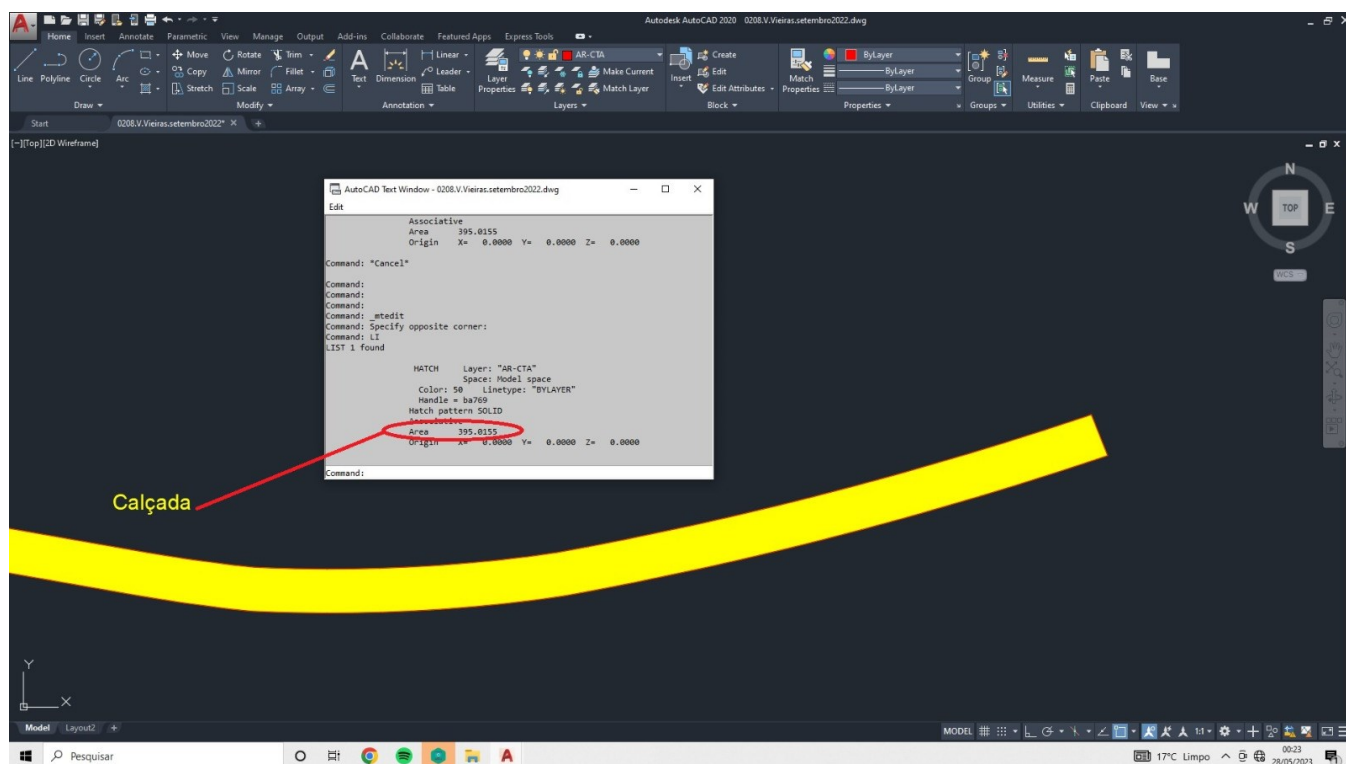 Autodesk AutoCAD 2020 0208.V.Vieiras.setembro2022.dwg
Home Insert Annotate Parametric View Manage Output Add-ins Collaborate Featured Apps Express Tools
Line Polyline Circle Arc
Move Rotate Trim
Copy Mirror Fillet
Stretch Scale Array
Text Dimension
Linear
Leader
Table
Layer Properties
AR-CTA
Make Current
Match Layer
Insert
Create
Edit
Edit Attributes
Match Properties
ByLayer
ByLayer
ByLayer
Group
Measure
Paste
Base
Draw Modify Annotation Layers Block Properties Groups Utilities Clipboard View
Start 0208.V.Vieiras.setembro2022* +
[-][Top][2D Wireframe]
N
W TOP E
S
WCS
AutoCAD Text Window - 0208.V.Vieiras.setembro2022.dwg
Edit
Associative
Area 395.0155
Origin X= 0.0000 Y= 0.0000 Z= 0.0000
Command: *Cancel*
Command:
Command:
Command:
Command: _mtedit
Command: Specify opposite corner:
Command: LI
LIST 1 found
HATCH Layer: "AR-CTA"
Space: Model space
Color: 50 Linetype: "BYLAYER"
Handle = ba769
Hatch pattern SOLID
Associative
Area 395.0155
Origin X= 0.0000 Y= 0.0000 Z= 0.0000
Command:
Calçada
Y
X
Model Layout2 +
MODEL 1:1
Pesquisar
17°C Limpo
00:23
28/05/2023